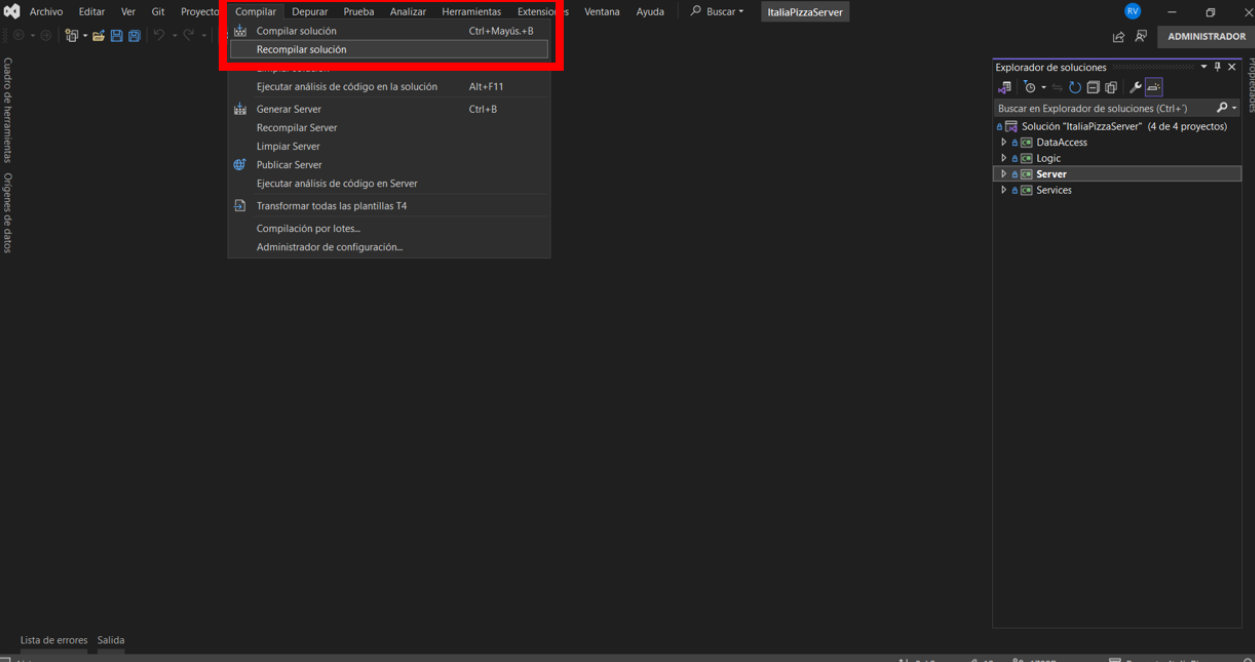 Archivo Editar Ver Git Proyecto Compilar Depurar Prueba Analizar Herramientas Extensiones Ventana Ayuda Buscar ItaliaPizzaServer RV
ADMINISTRADOR
Compilar solución Ctrl+Mayús.+B
Recompilar solución
Limpiar solución
Ejecutar análisis de código en la solución Alt+F11
Generar Server Ctrl+B
Recompilar Server
Limpiar Server
Publicar Server
Ejecutar análisis de código en Server
Transformar todas las plantillas T4
Compilación por lotes...
Administrador de configuración...
Cuadro de herramientas
Orígenes de datos
Explorador de soluciones
Buscar en Explorador de soluciones (Ctrl+´)
Solución "ItaliaPizzaServer" (4 de 4 proyectos)
DataAccess
Logic
Server
Services
Propiedades
Lista de errores Salida